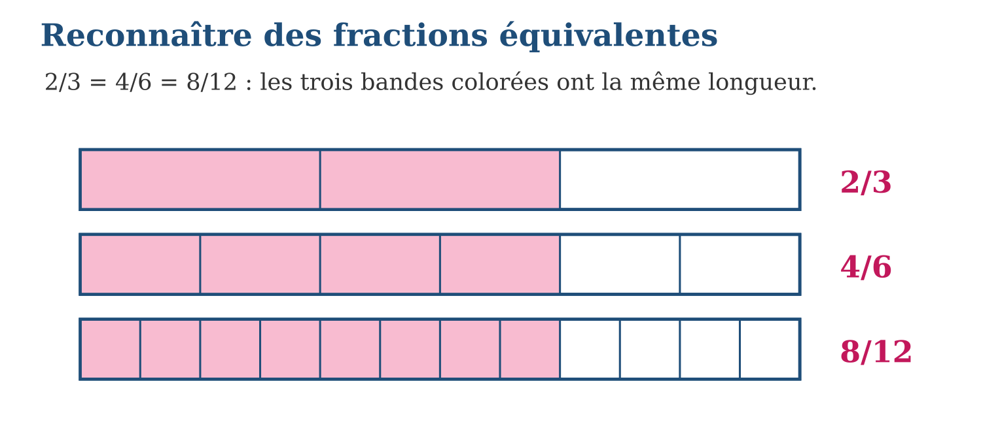 Reconnaître des fractions équivalentes
2/3 = 4/6 = 8/12 : les trois bandes colorées ont la même longueur.
2/3
4/6
8/12